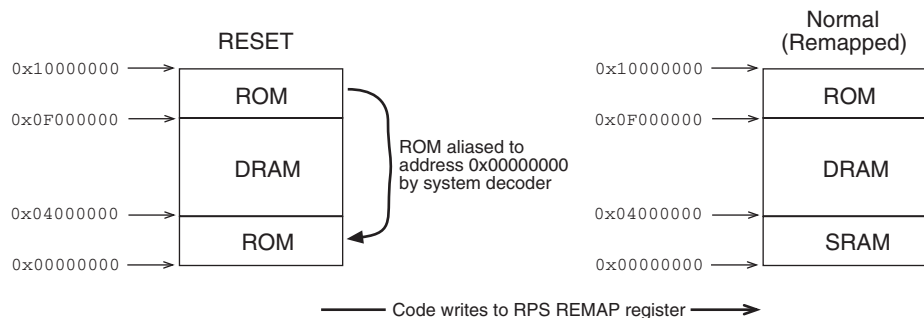 RESET
0x10000000
ROM
0x0F000000
DRAM
0x04000000
ROM
0x00000000
ROM aliased to
address 0x00000000
by system decoder
Normal
(Remapped)
0x10000000
ROM
0x0F000000
DRAM
0x04000000
SRAM
0x00000000
Code writes to RPS REMAP register